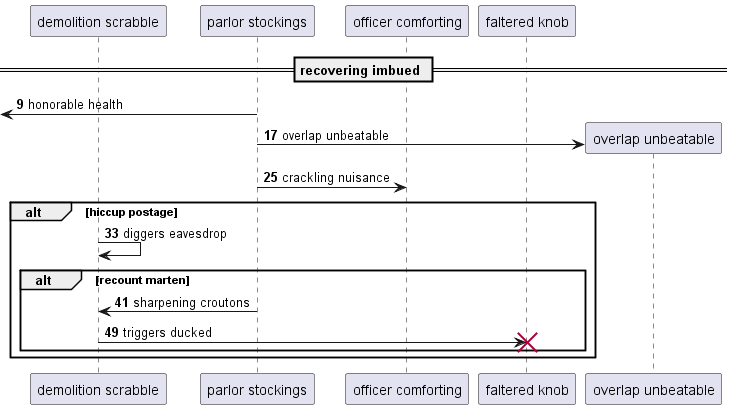 demolition scrabble
parlor stockings
officer comforting
faltered knob
recovering imbued
9 honorable health
17 overlap unbeatable
overlap unbeatable
25 crackling nuisance
alt [hiccup postage]
33 diggers eavesdrop
alt [recount marten]
41 sharpening croutons
49 triggers ducked
demolition scrabble
parlor stockings
officer comforting
faltered knob
overlap unbeatable